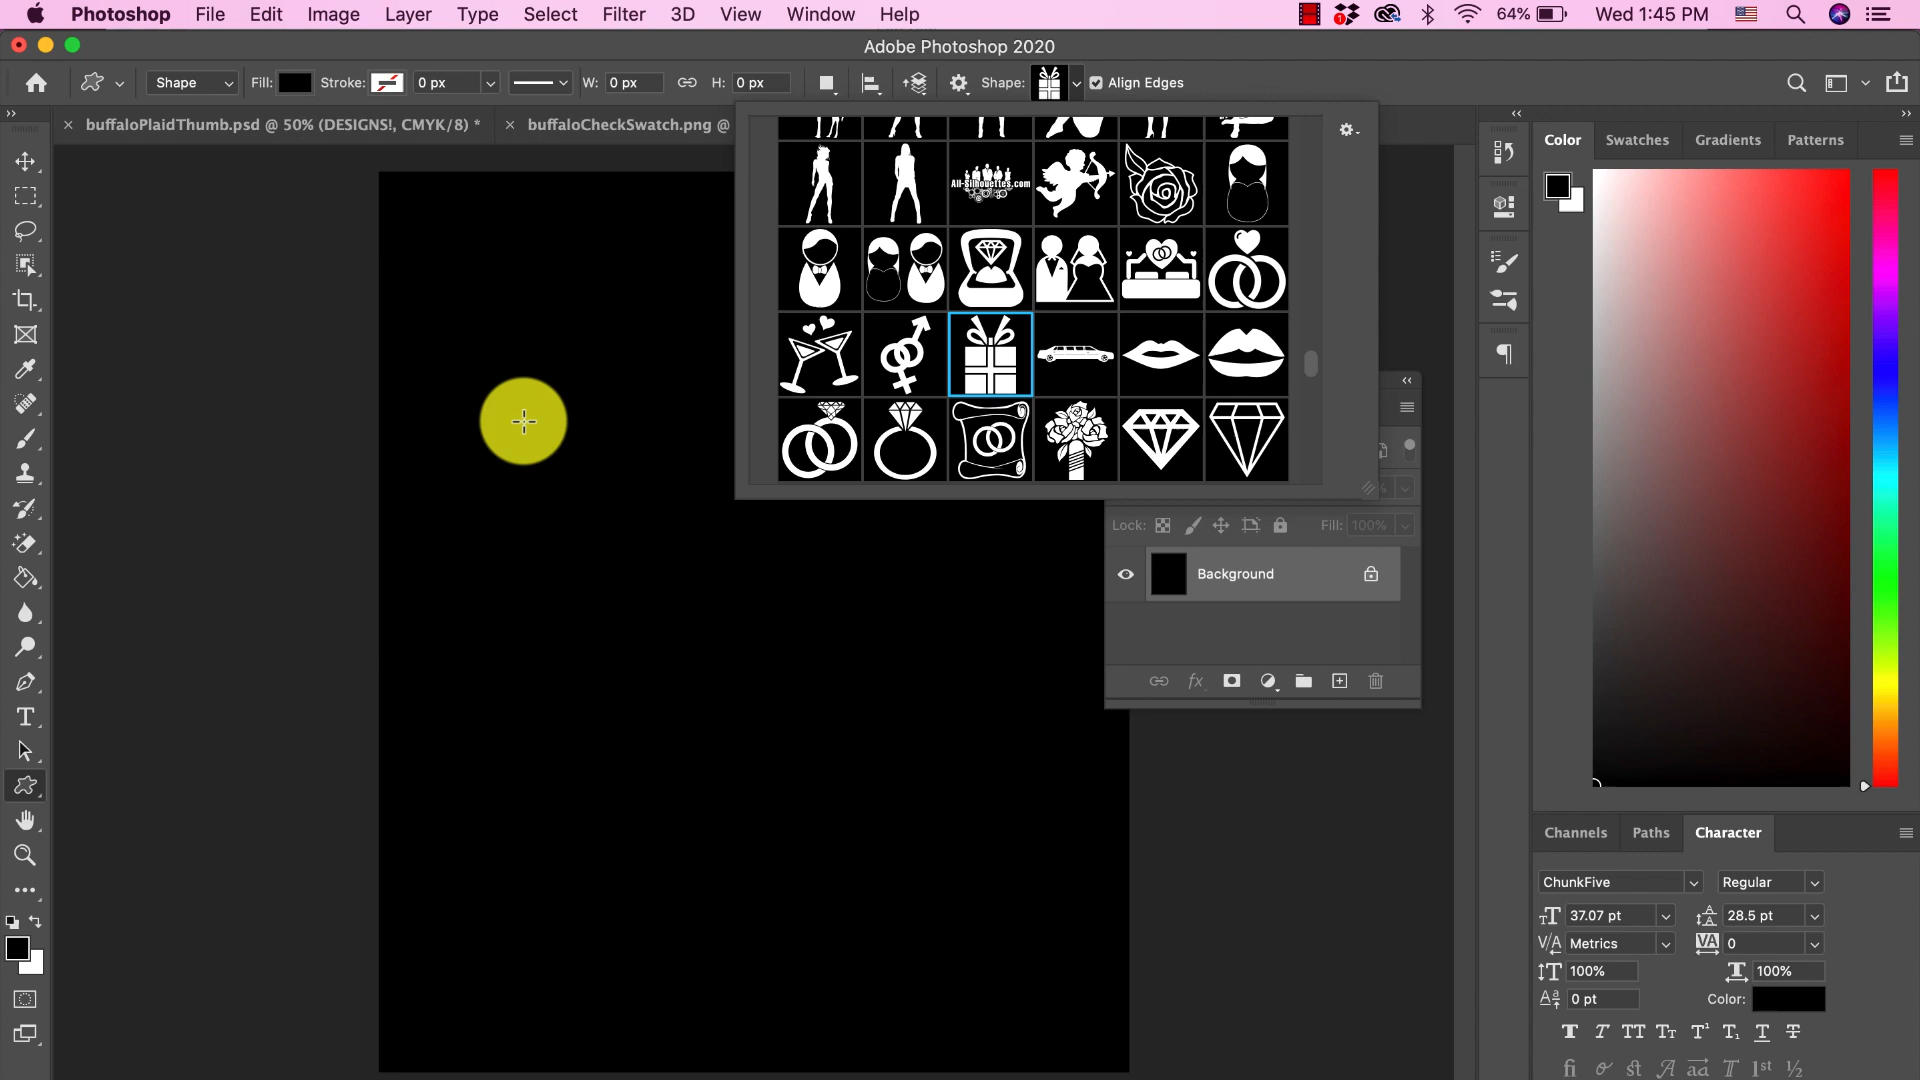 Photoshop File Edit Image Layer Type Select Filter 3D View Window Help 1 64% Wed 1:45 PM
Adobe Photoshop 2020
Shape Fill: Stroke: 0 px W: 0 px H: 0 px Shape: Align Edges
buffaloPlaidThumb.psd @ 50% (DESIGNS!, CMYK/8) * buffaloCheckSwatch.png @
Color Swatches Gradients Patterns
All-Silhouettes.com
%
Lock: Fill: 100%
Background
fx
Channels Paths Character
ChunkFive Regular
37.07 pt 28.5 pt
Metrics 0
100% 100%
0 pt Color:
T T TT Tt T¹ T₁ T T
fi st A aa T 1st ½